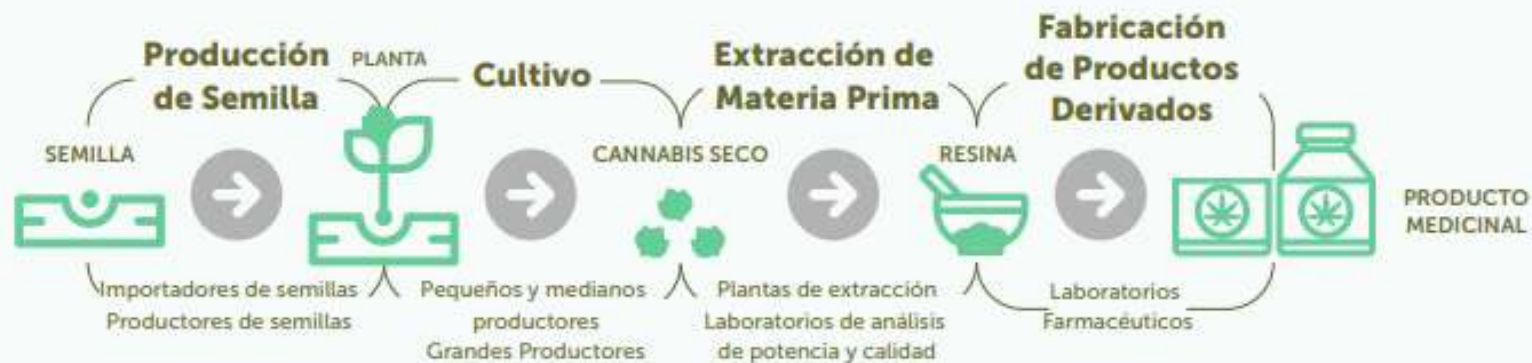 Producción
de Semilla
PLANTA
Cultivo
Extracción de
Materia Prima
Fabricación
de Productos
Derivados
SEMILLA
CANNABIS SECO
RESINA
PRODUCTO
MEDICINAL
Importadores de semillas
Productores de semillas
Pequeños y medianos
productores
Grandes Productores
Plantas de extracción
Laboratorios de análisis
de potencia y calidad
Laboratorios
Farmacéuticos